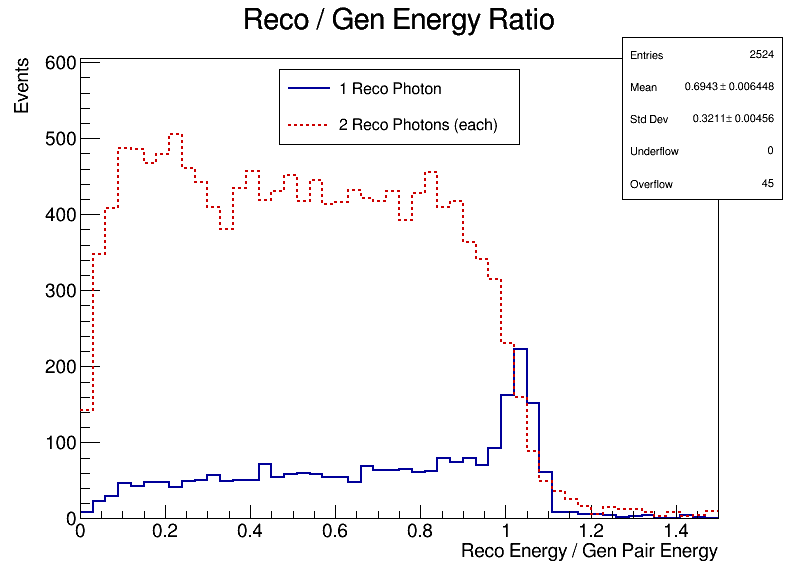 Reco / Gen Energy Ratio
Entries 2524
Mean 0.6943 ± 0.006448
Std Dev 0.3211 ± 0.00456
Underflow 0
Overflow 45
Events
1 Reco Photon
2 Reco Photons (each)
600
500
400
300
200
100
0
0 0.2 0.4 0.6 0.8 1 1.2 1.4
Reco Energy / Gen Pair Energy